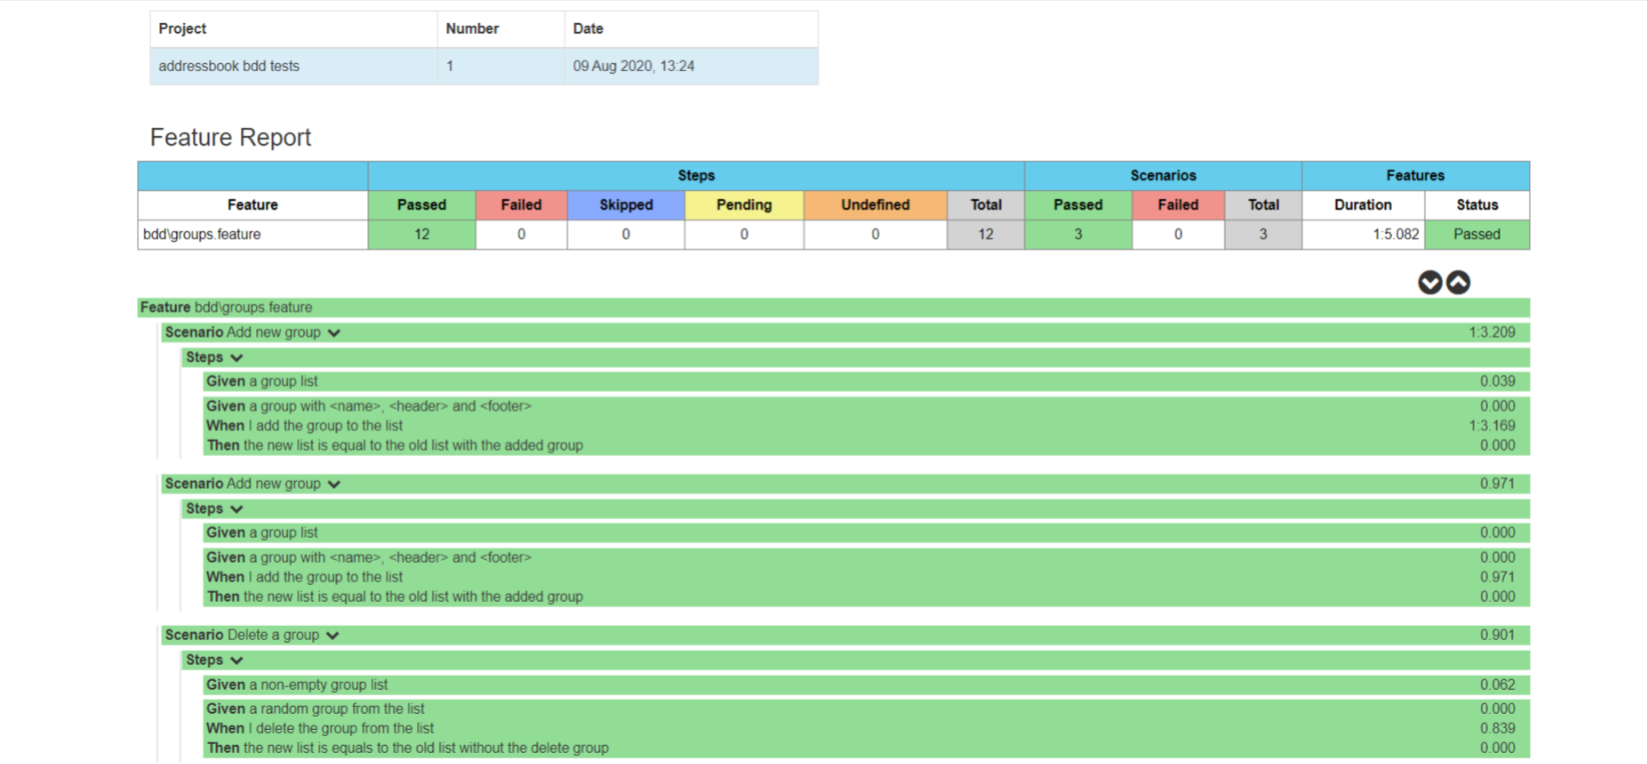 Project Number Date
addressbook bdd tests 1 09 Aug 2020, 13:24
Feature Report
Steps Scenarios Features
Feature Passed Failed Skipped Pending Undefined Total Passed Failed Total Duration Status
bdd\groups.feature 12 0 0 0 0 12 3 0 3 1:5.082 Passed
Feature bdd\groups.feature
Scenario Add new group 1:3.209
Steps
Given a group list 0.039
Given a group with <name>, <header> and <footer> 0.000
When I add the group to the list 1:3.169
Then the new list is equal to the old list with the added group 0.000
Scenario Add new group 0.971
Steps
Given a group list 0.000
Given a group with <name>, <header> and <footer> 0.000
When I add the group to the list 0.971
Then the new list is equal to the old list with the added group 0.000
Scenario Delete a group 0.901
Steps
Given a non-empty group list 0.062
Given a random group from the list 0.000
When I delete the group from the list 0.839
Then the new list is equals to the old list without the delete group 0.000